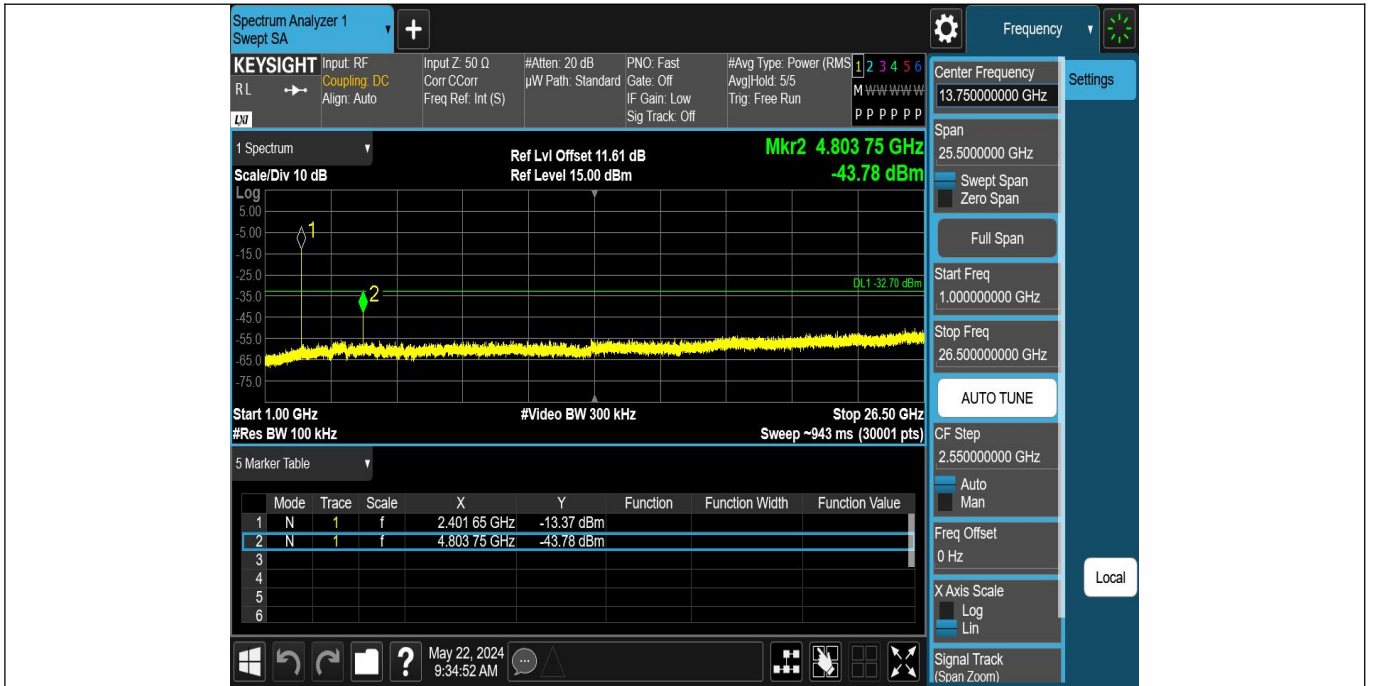 Spectrum Analyzer 1
Swept SA
+
Frequency
KEYSIGHT
RL
LXI
Input: RF
Coupling: DC
Align: Auto
Input Z: 50 Ω
Corr CCorr
Freq Ref: Int (S)
#Atten: 20 dB
µW Path: Standard
PNO: Fast
Gate: Off
IF Gain: Low
Sig Track: Off
#Avg Type: Power (RMS
Avg|Hold: 5/5
Trig: Free Run
1 2 3 4 5 6
M W W W W W
P P P P P P
1 Spectrum
Scale/Div 10 dB
Ref Lvl Offset 11.61 dB
Ref Level 15.00 dBm
Mkr2 4.803 75 GHz
-43.78 dBm
Log
5.00
-5.00
-15.0
-25.0
-35.0
-45.0
-55.0
-65.0
-75.0
1
2
DL1 -32.70 dBm
Start 1.00 GHz
#Res BW 100 kHz
#Video BW 300 kHz
Stop 26.50 GHz
Sweep ~943 ms (30001 pts)
5 Marker Table
Mode Trace Scale X Y Function Function Width Function Value
1 N 1 f 2.401 65 GHz -13.37 dBm
2 N 1 f 4.803 75 GHz -43.78 dBm
3
4
5
6
May 22, 2024
9:34:52 AM
?
Center Frequency
13.750000000 GHz
Settings
Span
25.5000000 GHz
Swept Span
Zero Span
Full Span
Start Freq
1.000000000 GHz
Stop Freq
26.500000000 GHz
AUTO TUNE
CF Step
2.550000000 GHz
Auto
Man
Freq Offset
0 Hz
X Axis Scale
Log
Lin
Signal Track
(Span Zoom)
Local